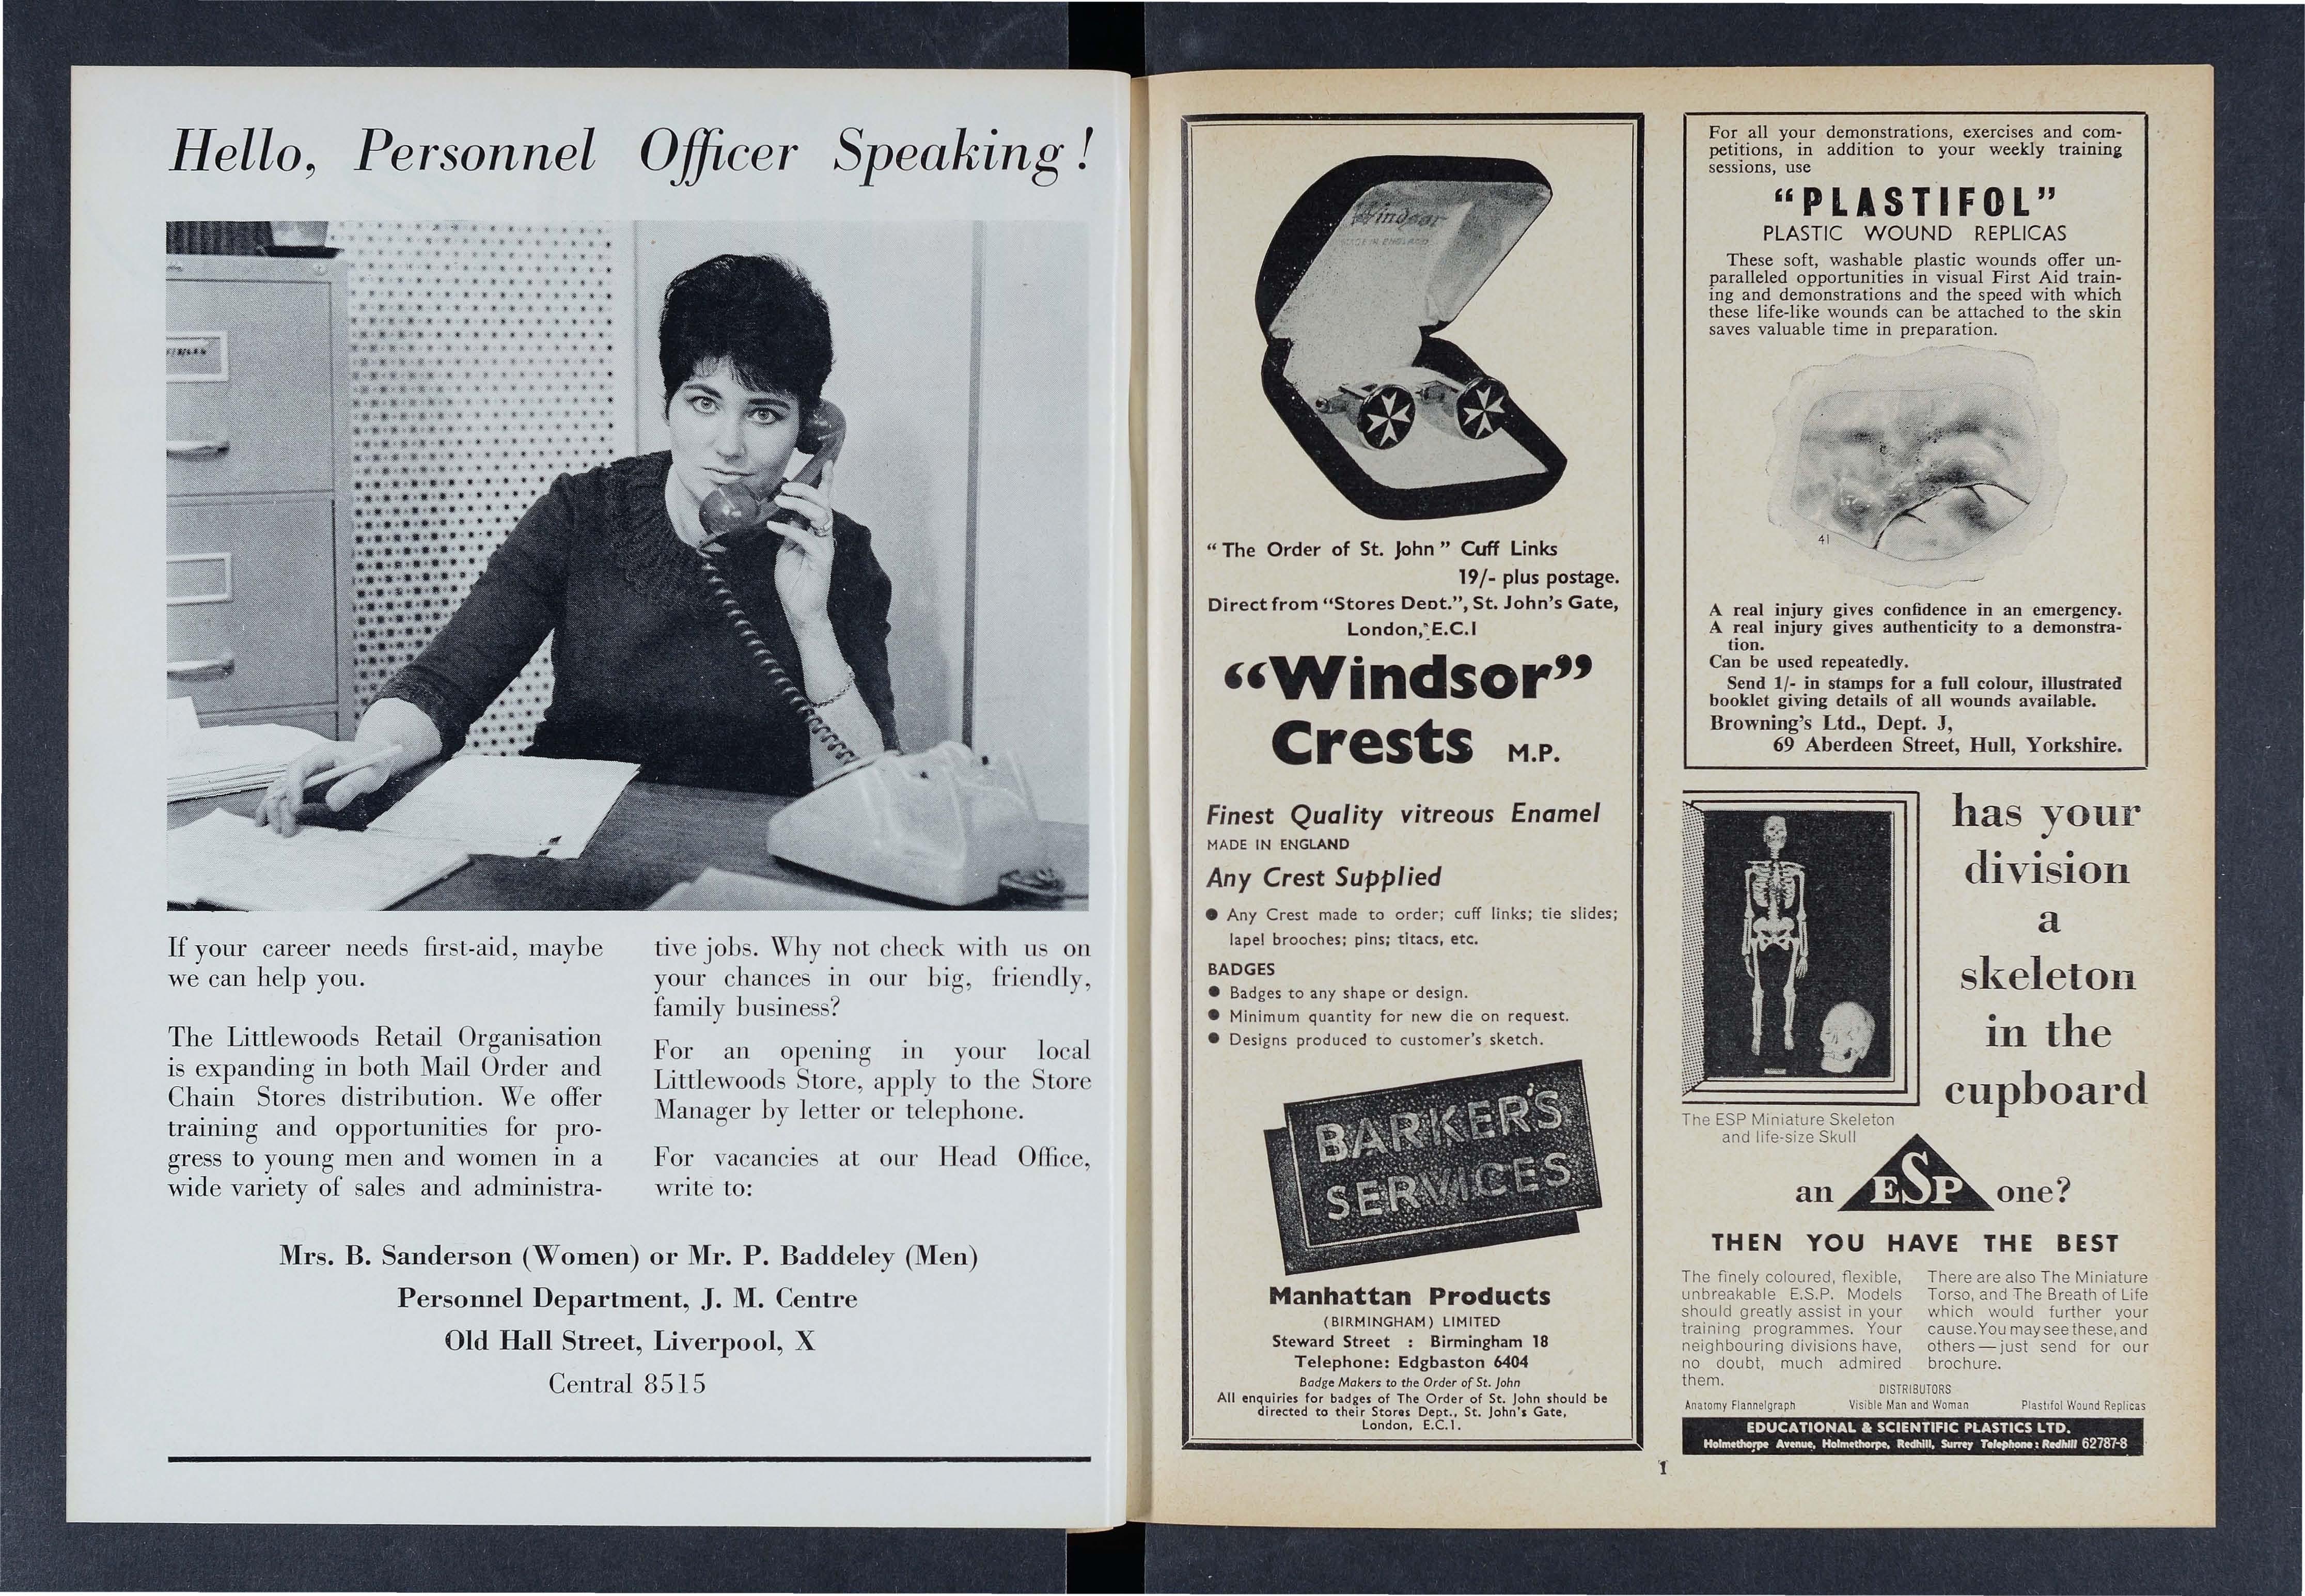 Hello, Personnel Officer Speaking!
If your career needs first-aid, maybe
we can help you.
The Littlewoods Retail Organisation
is expanding in both Mail Order and
Chain Stores distribution. We offer
training and opportunities for pro-
gress to young men and women in a
wide variety of sales and administra-
tive jobs. Why not check with us on
your chances in our big, friendly,
family business?
For an opening in your local
Littlewoods Store, apply to the Store
Manager by letter or telephone.
For vacancies at our Head Office,
write to:
Mrs. B. Sanderson (Women) or Mr. P. Baddeley (Men)
Personnel Department, J. M. Centre
Old Hall Street, Liverpool, X
Central 8515
Windsor
MADE IN ENGLAND
"The Order of St. John" Cuff Links
19/- plus postage.
Direct from "Stores Dept.", St. John's Gate,
London, E.C.1
"Windsor"
Crests M.P.
Finest Quality vitreous Enamel
MADE IN ENGLAND
Any Crest Supplied
● Any Crest made to order; cuff links; tie slides;
lapel brooches; pins; titacs, etc.
BADGES
● Badges to any shape or design.
● Minimum quantity for new die on request.
● Designs produced to customer's sketch.
BARKER'S
SERVICES
Manhattan Products
(BIRMINGHAM) LIMITED
Steward Street : Birmingham 18
Telephone: Edgbaston 6404
Badge Makers to the Order of St. John
All enquiries for badges of The Order of St. John should be
directed to their Stores Dept., St. John's Gate,
London, E.C.1.
For all your demonstrations, exercises and com-
petitions, in addition to your weekly training
sessions, use
"PLASTIFOL"
PLASTIC WOUND REPLICAS
These soft, washable plastic wounds offer un-
paralleled opportunities in visual First Aid train-
ing and demonstrations and the speed with which
these life-like wounds can be attached to the skin
saves valuable time in preparation.
41
A real injury gives confidence in an emergency.
A real injury gives authenticity to a demonstra-
tion.
Can be used repeatedly.
Send 1/- in stamps for a full colour, illustrated
booklet giving details of all wounds available.
Browning's Ltd., Dept. J,
69 Aberdeen Street, Hull, Yorkshire.
has your
division
a
skeleton
in the
cupboard
The ESP Miniature Skeleton
and life-size Skull
an ESP one?
THEN YOU HAVE THE BEST
The finely coloured, flexible,
unbreakable E.S.P. Models
should greatly assist in your
training programmes. Your
neighbouring divisions have,
no doubt, much admired
them.
There are also The Miniature
Torso, and The Breath of Life
which would further your
cause. You may see these, and
others—just send for our
brochure.
DISTRIBUTORS
Anatomy Flannelgraph Visible Man and Woman Plastifol Wound Replicas
EDUCATIONAL & SCIENTIFIC PLASTICS LTD.
Holmethorpe Avenue, Holmethorpe, Redhill, Surrey Telephone: Redhill 62787-8
1